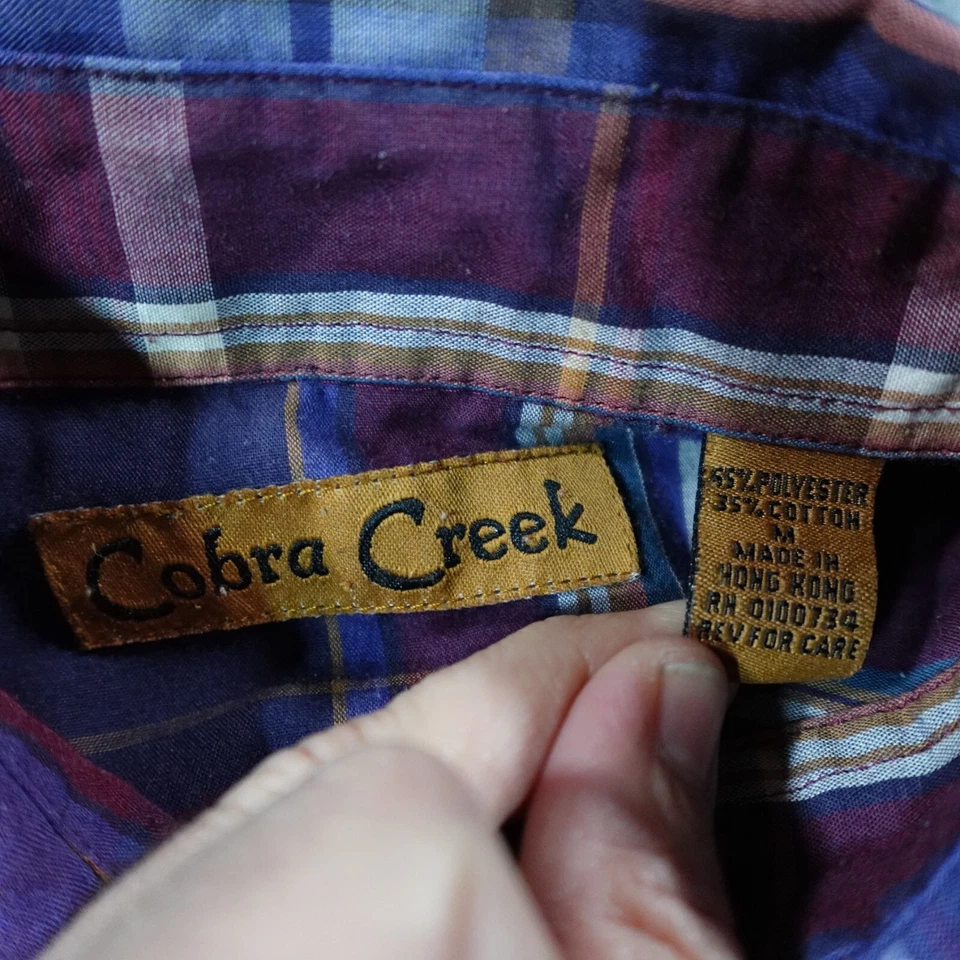 Cobra Creek
65% POLYESTER
35% COTTON
M
MADE IN
HONG KONG
RN 0100734
REV FOR CARE